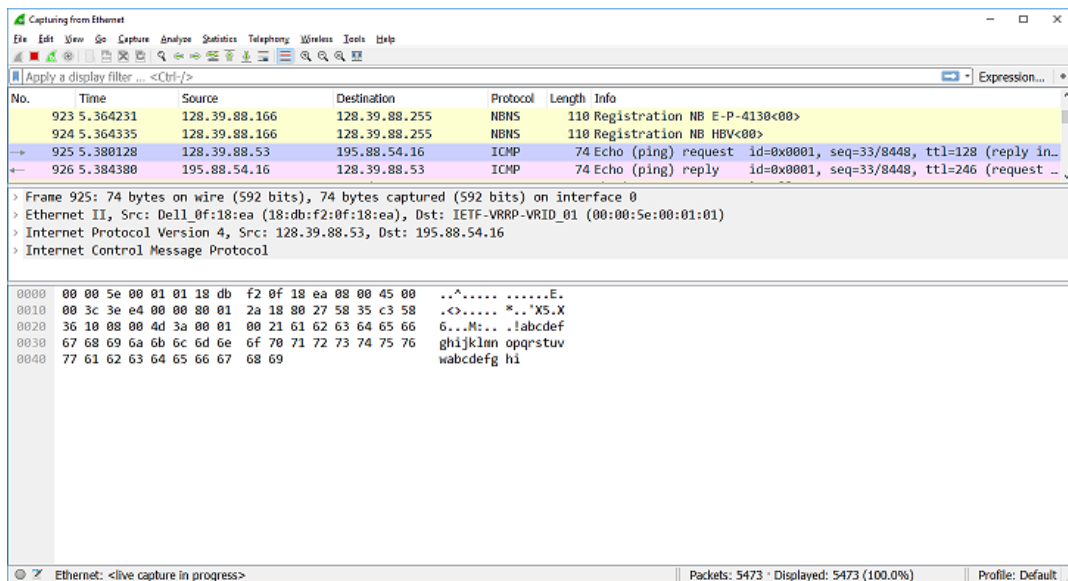 Capturing from Ethernet
File Edit View Go Capture Analyze Statistics Telephony Wireless Tools Help
Apply a display filter ... <Ctrl-/> Expression...
No. Time Source Destination Protocol Length Info
923 5.364231 128.39.88.166 128.39.88.255 NBNS 110 Registration NB E-P-4130<00>
924 5.364335 128.39.88.166 128.39.88.255 NBNS 110 Registration NB HBV<00>
925 5.380128 128.39.88.53 195.88.54.16 ICMP 74 Echo (ping) request id=0x0001, seq=33/8448, ttl=128 (reply in…
926 5.384380 195.88.54.16 128.39.88.53 ICMP 74 Echo (ping) reply id=0x0001, seq=33/8448, ttl=246 (request …
> Frame 925: 74 bytes on wire (592 bits), 74 bytes captured (592 bits) on interface 0
> Ethernet II, Src: Dell_0f:18:ea (18:db:f2:0f:18:ea), Dst: IETF-VRRP-VRID_01 (00:00:5e:00:01:01)
> Internet Protocol Version 4, Src: 128.39.88.53, Dst: 195.88.54.16
> Internet Control Message Protocol
0000 00 00 5e 00 01 01 18 db f2 0f 18 ea 08 00 45 00 ..^..... ......E.
0010 00 3c 3e e4 00 00 80 01 2a 18 80 27 58 35 c3 58 .<>..... *..'X5.X
0020 36 10 08 00 4d 3a 00 01 00 21 61 62 63 64 65 66 6...M:.. .!abcdef
0030 67 68 69 6a 6b 6c 6d 6e 6f 70 71 72 73 74 75 76 ghijklmn opqrstuv
0040 77 61 62 63 64 65 66 67 68 69 wabcdefg hi
Ethernet: <live capture in progress> Packets: 5473 · Displayed: 5473 (100.0%) Profile: Default